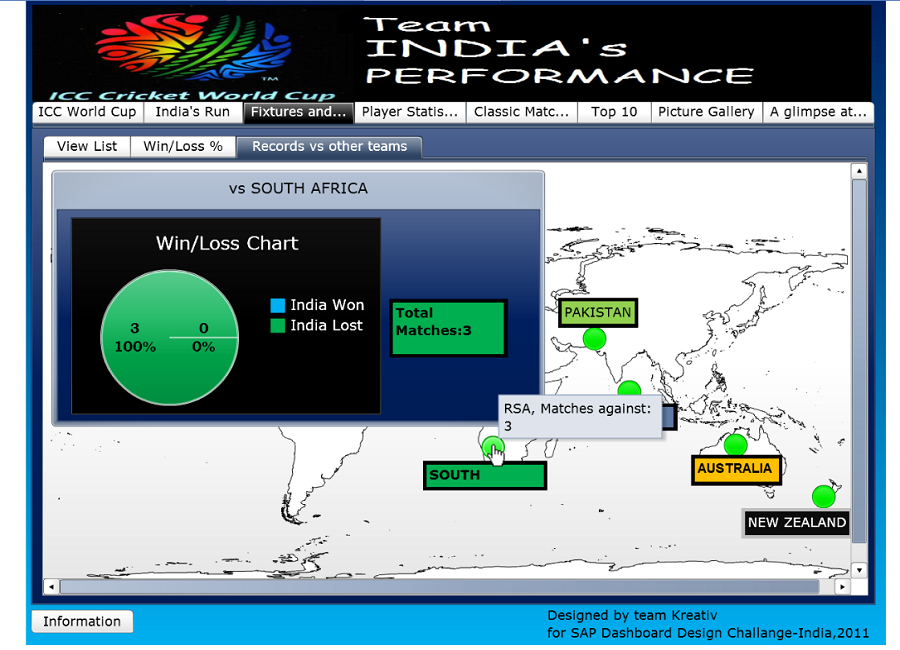 Team
INDIA's
PERFORMANCE
TM
ICC Cricket World Cup
ICC World Cup
India's Run
Fixtures and...
Player Statis...
Classic Matc...
Top 10
Picture Gallery
A glimpse at...
View List
Win/Loss %
Records vs other teams
vs SOUTH AFRICA
Win/Loss Chart
3
100%
0
0%
India Won
India Lost
Total
Matches:3
PAKISTAN
RSA, Matches against:
3
SOUTH
AUSTRALIA
NEW ZEALAND
Information
Designed by team Kreativ
for SAP Dashboard Design Challange-India,2011